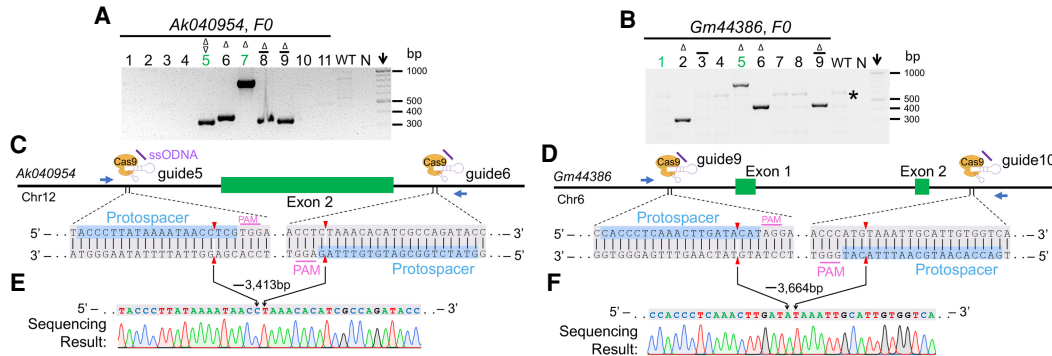 A
Ak040954, F0
1 2 3 4 5 6 7 8 9 10 11 WT N
bp
1000
500
400
300
B
Gm44386, F0
1 2 3 4 5 6 7 8 9 WT N
bp
1000
500
400
300
*
C
Ak040954
Chr12
Cas9
ssODNA
guide5
Exon 2
Cas9
guide6
Protospacer
PAM
5' - TACCCTTATAAAATAACCTCGTGGA ACCTCTAAACACATCGCCAGATACC - 3'
3' - ATGGGAATATTTTATTGGAGCACCT TGGAGATTTGTGTAGCGGTCTATGG - 5'
PAM
Protospacer
D
Gm44386
Chr6
Cas9
guide9
Exon 1
Exon 2
Cas9
guide10
Protospacer
PAM
5' - CCACCCTCAAACTTGATACATAGGG ACCCATGTAAATTGCATTGTGGTCA - 3'
3' - GGTGGGAGTTTGAACTATGTATCCC TGGGTACATTTAACGTAACACCAGT - 5'
PAM
Protospacer
E
—3,413bp
5' - TACCCTTATAAAATAACCTAAACACATCGCCAGATACC - 3'
Sequencing
Result:
F
—3,664bp
5' - CCACCCTCAAACTTGATATAAATTGCATTGTGGTCA - 3'
Sequencing
Result: